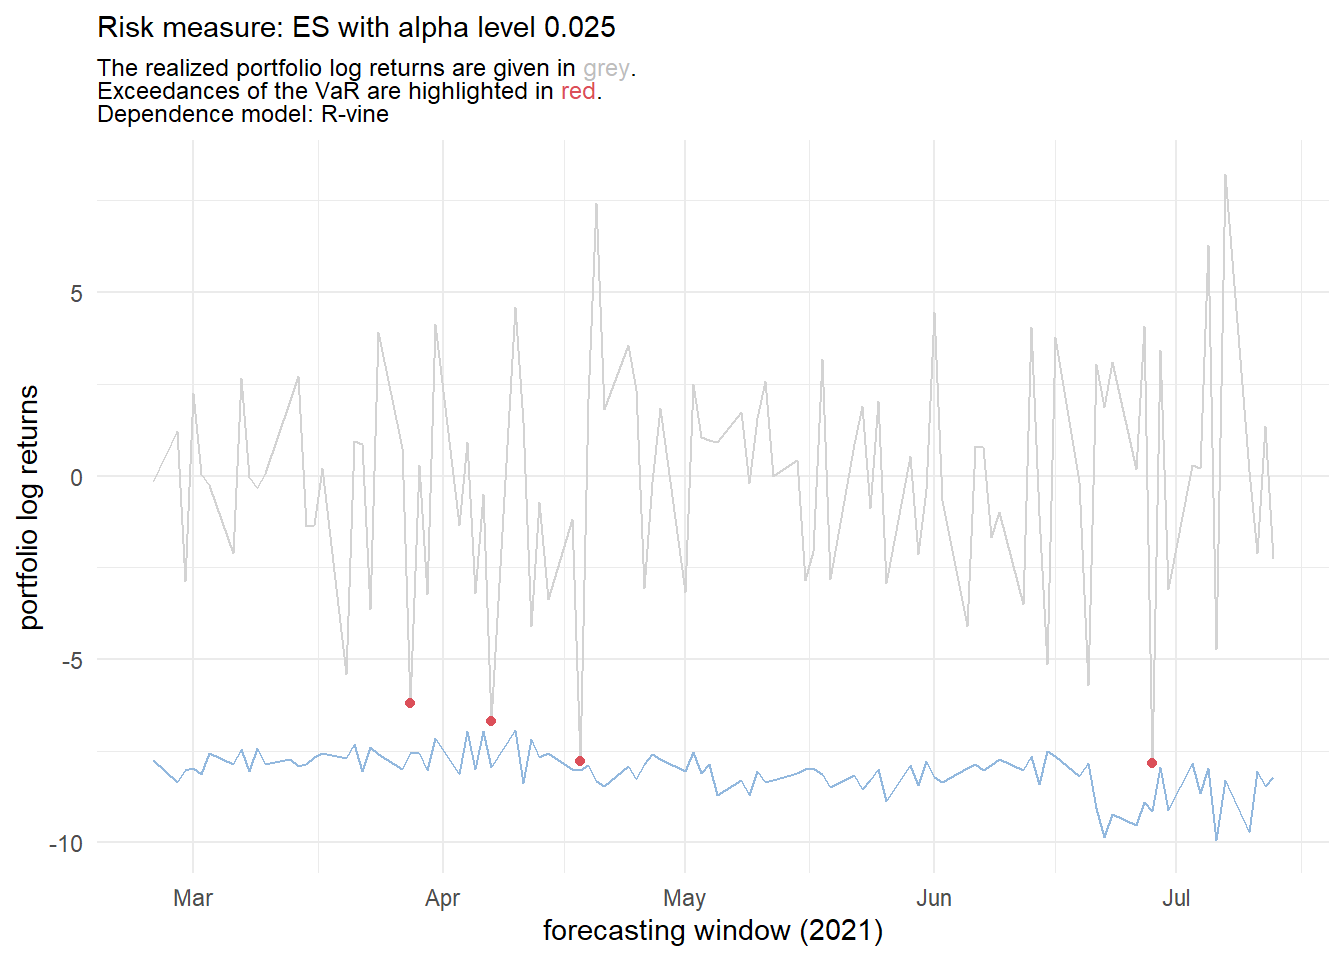 Risk measure: ES with alpha level 0.025
The realized portfolio log returns are given in grey.
Exceedances of the VaR are highlighted in red.
Dependence model: R-vine
portfolio log returns
5
0
-5
-10
Mar Apr May Jun Jul
forecasting window (2021)